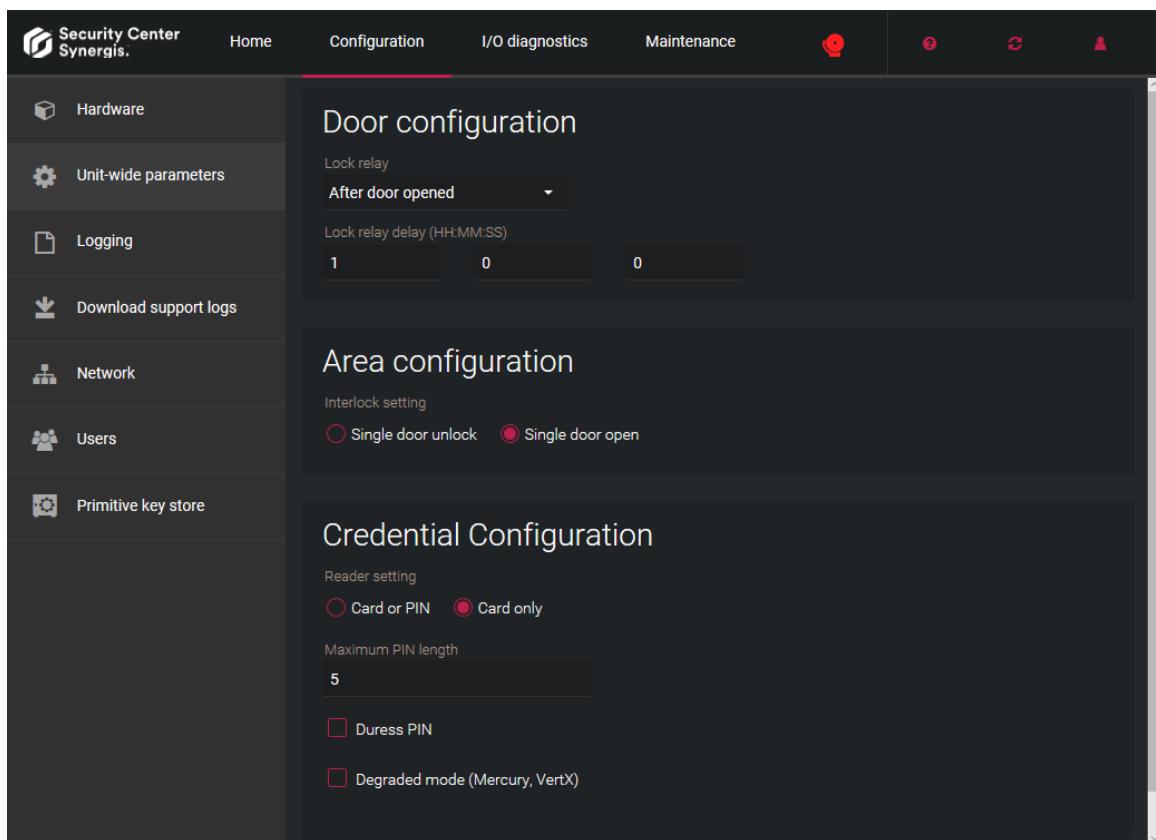 Security Center
Synergis.
Home
Configuration
I/O diagnostics
Maintenance
Hardware
Unit-wide parameters
Logging
Download support logs
Network
Users
Primitive key store
Door configuration
Lock relay
After door opened
Lock relay delay (HH:MM:SS)
1 0 0
Area configuration
Interlock setting
Single door unlock Single door open
Credential Configuration
Reader setting
Card or PIN Card only
Maximum PIN length
5
Duress PIN
Degraded mode (Mercury, VertX)